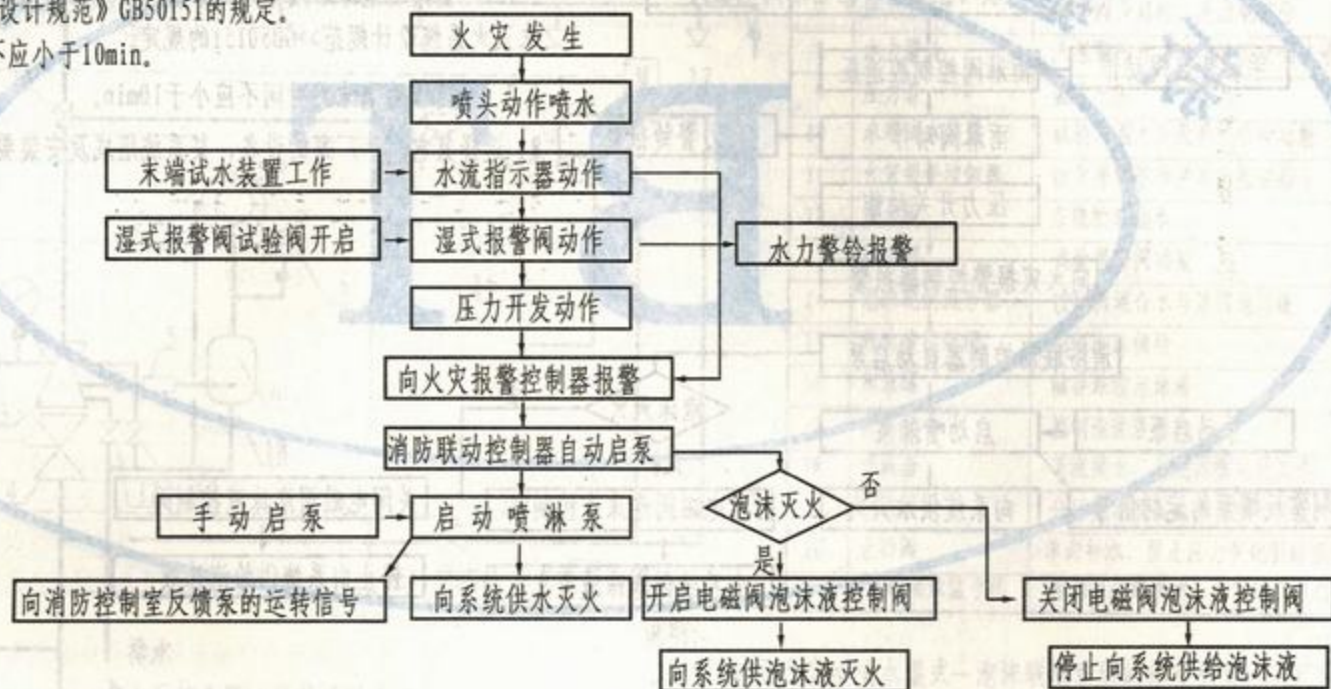 设计规范》GB50151的规定。
不应小于10min。
火灾发生
喷头动作喷水
末端试水装置工作
水流指示器动作
湿式报警阀试验阀开启
湿式报警阀动作
水力警铃报警
压力开发动作
向火灾报警控制器报警
消防联动控制器自动启泵
手动启泵
启动喷淋泵
泡沫灭火
否
是
向消防控制室反馈泵的运转信号
向系统供水灭火
开启电磁阀泡沫液控制阀
关闭电磁阀泡沫液控制阀
向系统供泡沫液灭火
停止向系统供给泡沫液